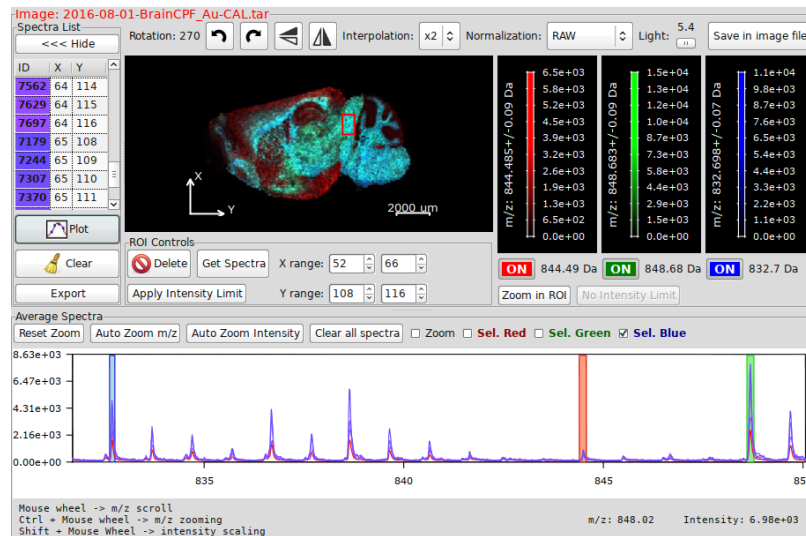 Image: 2016-08-01-BrainCPF_Au-CAL.tar
Spectra List
<<< Hide
Rotation: 270
Interpolation: x2
Normalization: RAW
Light: 5.4
Save in image file
ID X Y
7562 64 114
7629 64 115
7697 64 116
7179 65 108
7244 65 109
7307 65 110
7370 65 111
Plot
Clear
Export
X
Y
2000 um
m/z: 844.485+/-0.09 Da
6.5e+03
5.8e+03
5.2e+03
4.5e+03
3.9e+03
3.2e+03
2.6e+03
1.9e+03
1.3e+03
6.5e+02
0.0e+00
m/z: 848.683+/-0.09 Da
1.5e+04
1.3e+04
1.2e+04
1.0e+04
8.7e+03
7.3e+03
5.8e+03
4.4e+03
2.9e+03
1.5e+03
0.0e+00
m/z: 832.698+/-0.07 Da
1.1e+04
9.8e+03
8.7e+03
7.6e+03
6.5e+03
5.4e+03
4.4e+03
3.3e+03
2.2e+03
1.1e+03
0.0e+00
ROI Controls
Delete
Get Spectra
X range: 52 66
Apply Intensity Limit
Y range: 108 116
ON 844.49 Da
ON 848.68 Da
ON 832.7 Da
Zoom in ROI
No Intensity Limit
Average Spectra
Reset Zoom
Auto Zoom m/z
Auto Zoom Intensity
Clear all spectra
Zoom
Sel. Red
Sel. Green
Sel. Blue
8.63e+03
6.47e+03
4.31e+03
2.16e+03
0.00e+00
835
840
845
85
Mouse wheel -> m/z scroll
Ctrl + Mouse wheel -> m/z zooming
Shift + Mouse Wheel -> intensity scaling
m/z: 848.02 Intensity: 6.98e+03